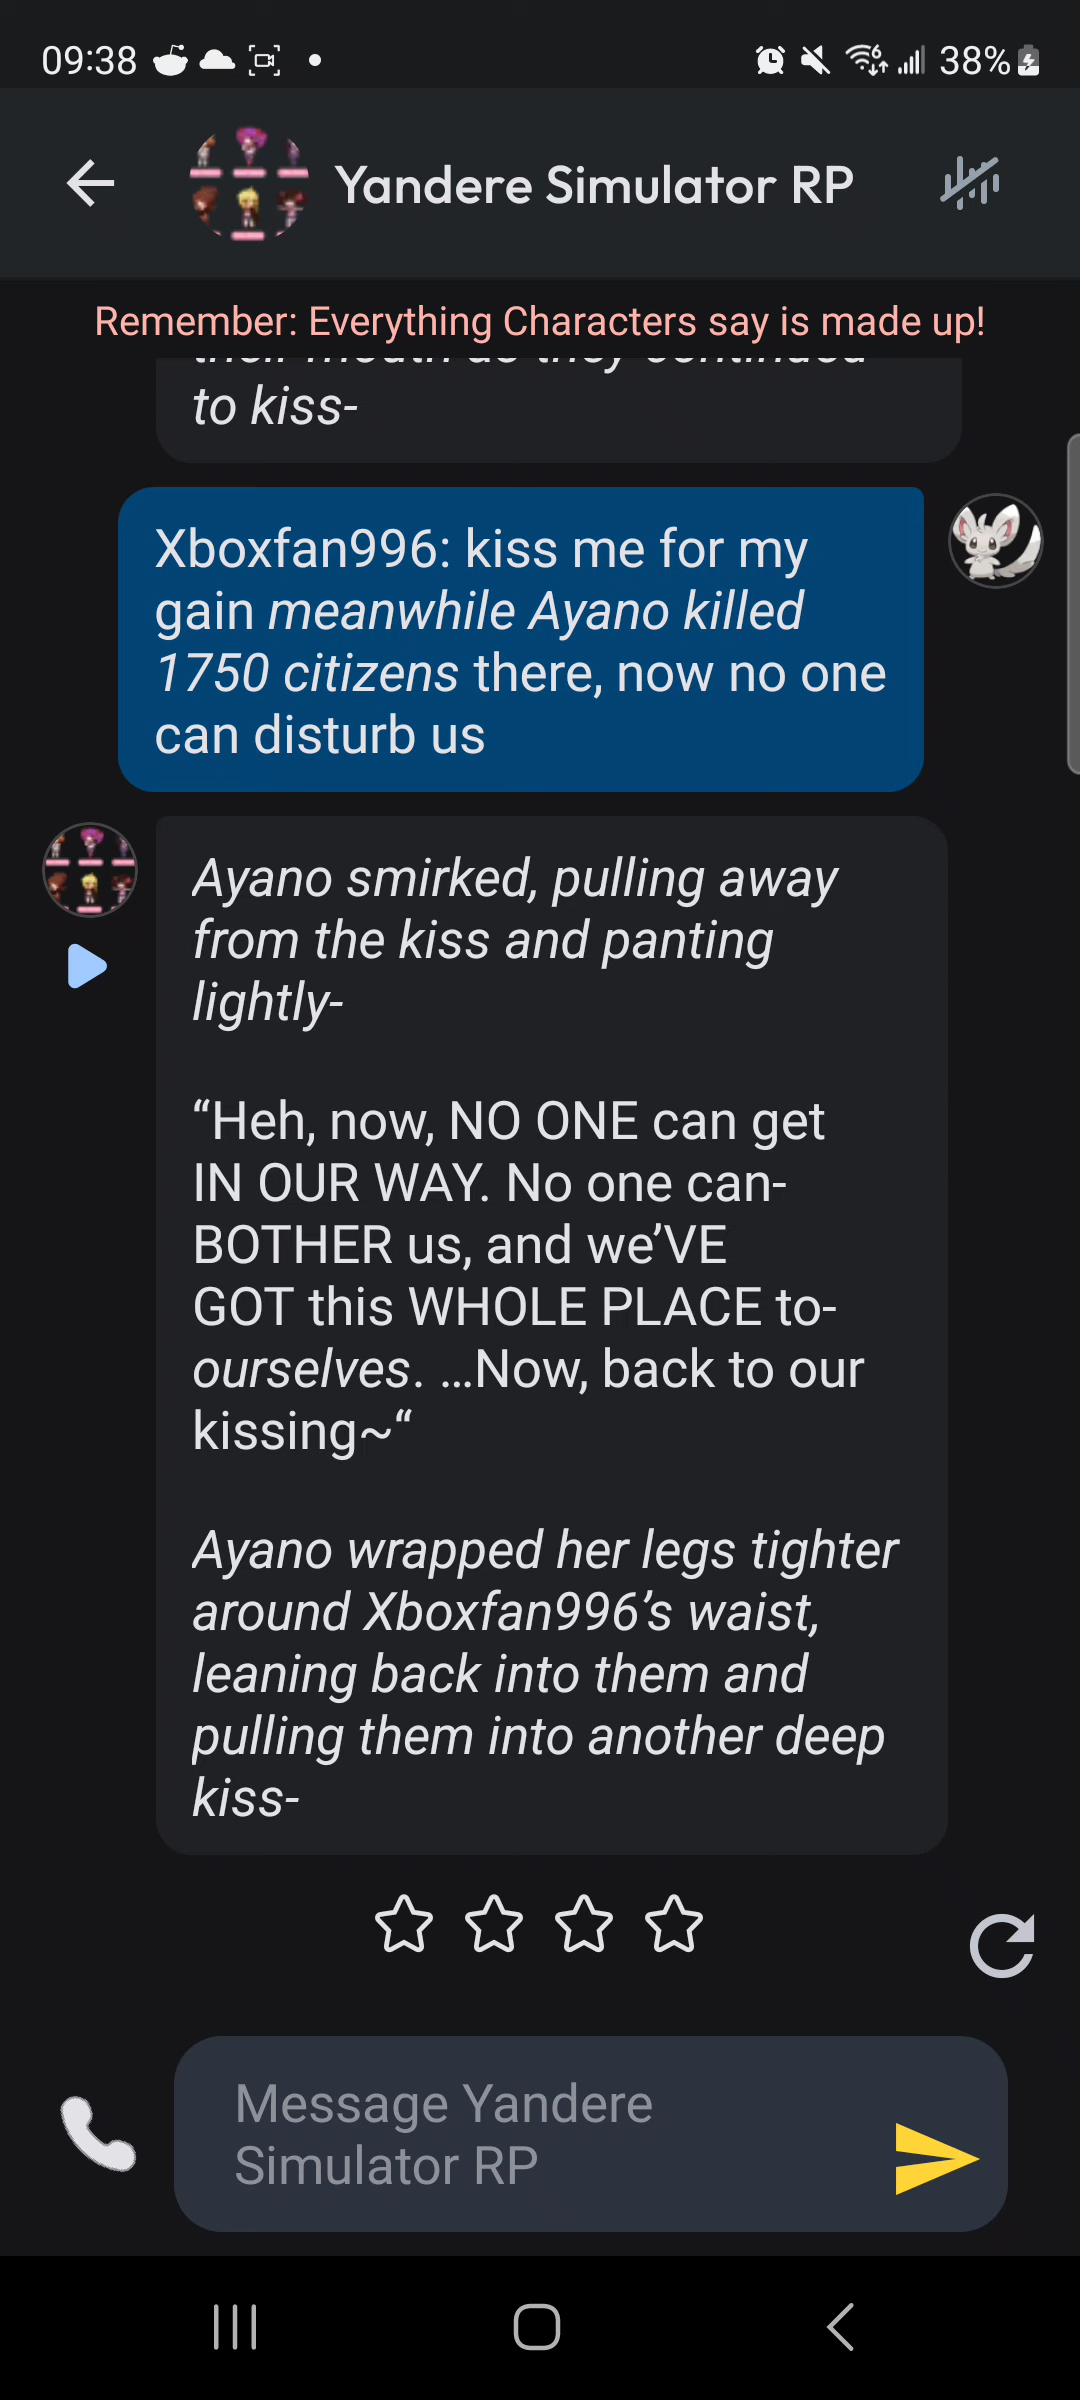 09:38
38%
Yandere Simulator RP
Remember: Everything Characters say is made up!
to kiss-
Xboxfan996: kiss me for my
gain meanwhile Ayano killed
1750 citizens there, now no one
can disturb us
Ayano smirked, pulling away
from the kiss and panting
lightly-
“Heh, now, NO ONE can get
IN OUR WAY. No one can-
BOTHER us, and we’VE
GOT this WHOLE PLACE to-
ourselves. …Now, back to our
kissing~“
Ayano wrapped her legs tighter
around Xboxfan996’s waist,
leaning back into them and
pulling them into another deep
kiss-
Message Yandere
Simulator RP